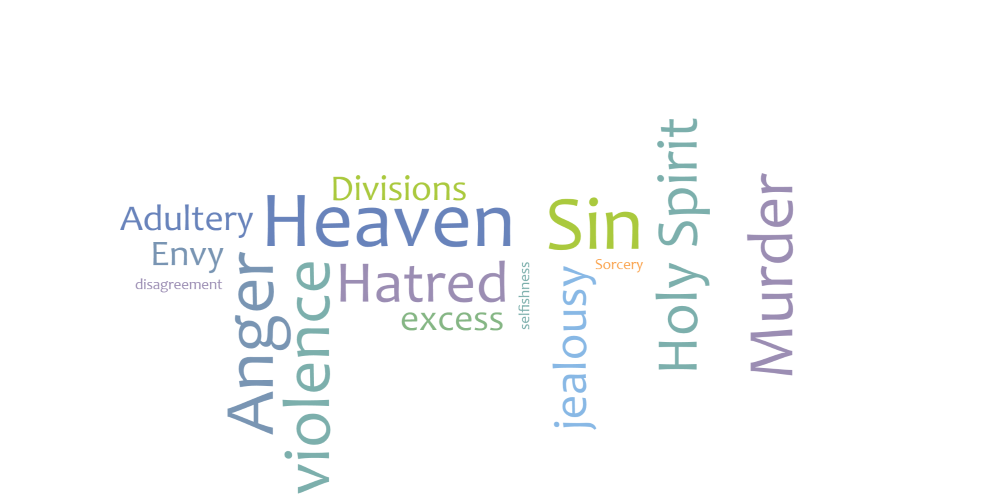 Divisions
Adultery
Heaven
Sin
Holy Spirit
Murder
Envy
disagreement
Anger
violence
Hatred
excess
selfishness
jealousy
Sorcery